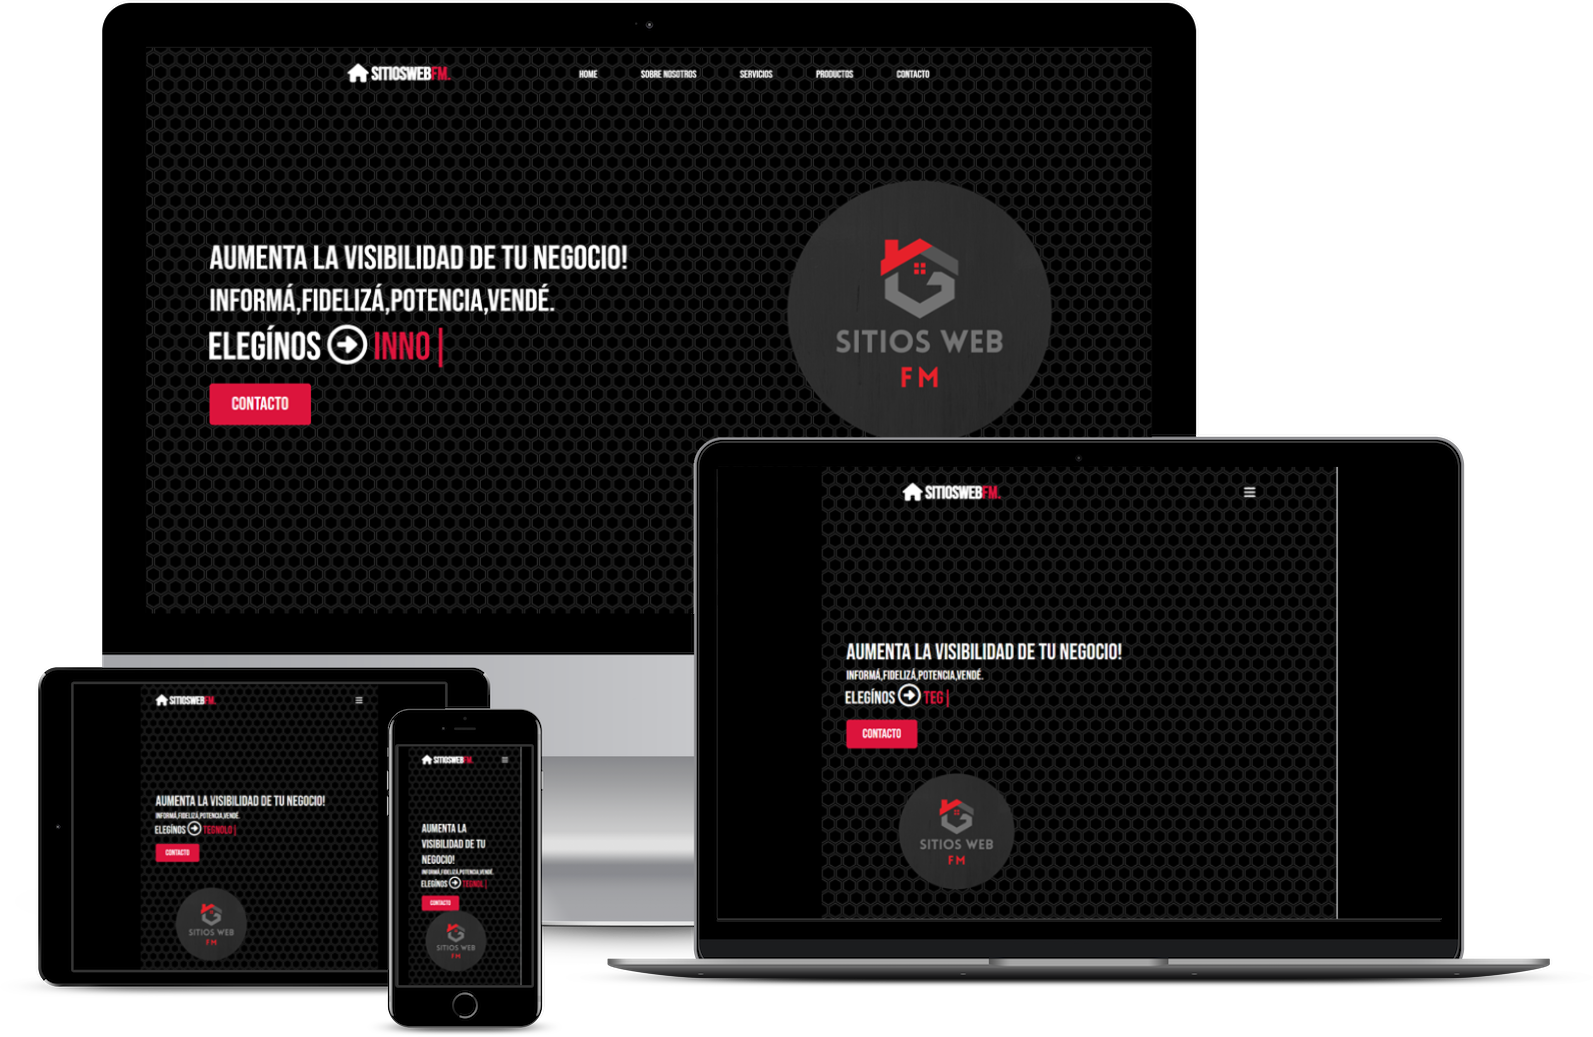 SITIOSWEBFM.
HOME SOBRE NOSOTROS SERVICIOS PRODUCTOS CONTACTO
AUMENTA LA VISIBILIDAD DE TU NEGOCIO!
INFORMÁ,FIDELIZÁ,POTENCIA,VENDÉ.
ELEGÍNOS INNO |
CONTACTO
SITIOS WEB
FM
SITIOSWEBFM.
AUMENTA LA VISIBILIDAD DE TU NEGOCIO!
INFORMÁ,FIDELIZÁ,POTENCIA,VENDÉ.
ELEGÍNOS TEG |
CONTACTO
SITIOS WEB
FM
SITIOSWEBFM.
AUMENTA LA VISIBILIDAD DE TU NEGOCIO!
INFORMÁ,FIDELIZÁ,POTENCIA,VENDÉ.
ELEGÍNOS TEGNOLO |
CONTACTO
SITIOS WEB
FM
SITIOSWEBFM.
AUMENTA LA
VISIBILIDAD DE TU
NEGOCIO!
INFORMÁ,FIDELIZÁ,POTENCIA,VENDÉ.
ELEGÍNOS TEGNOL |
CONTACTO
SITIOS WEB
FM